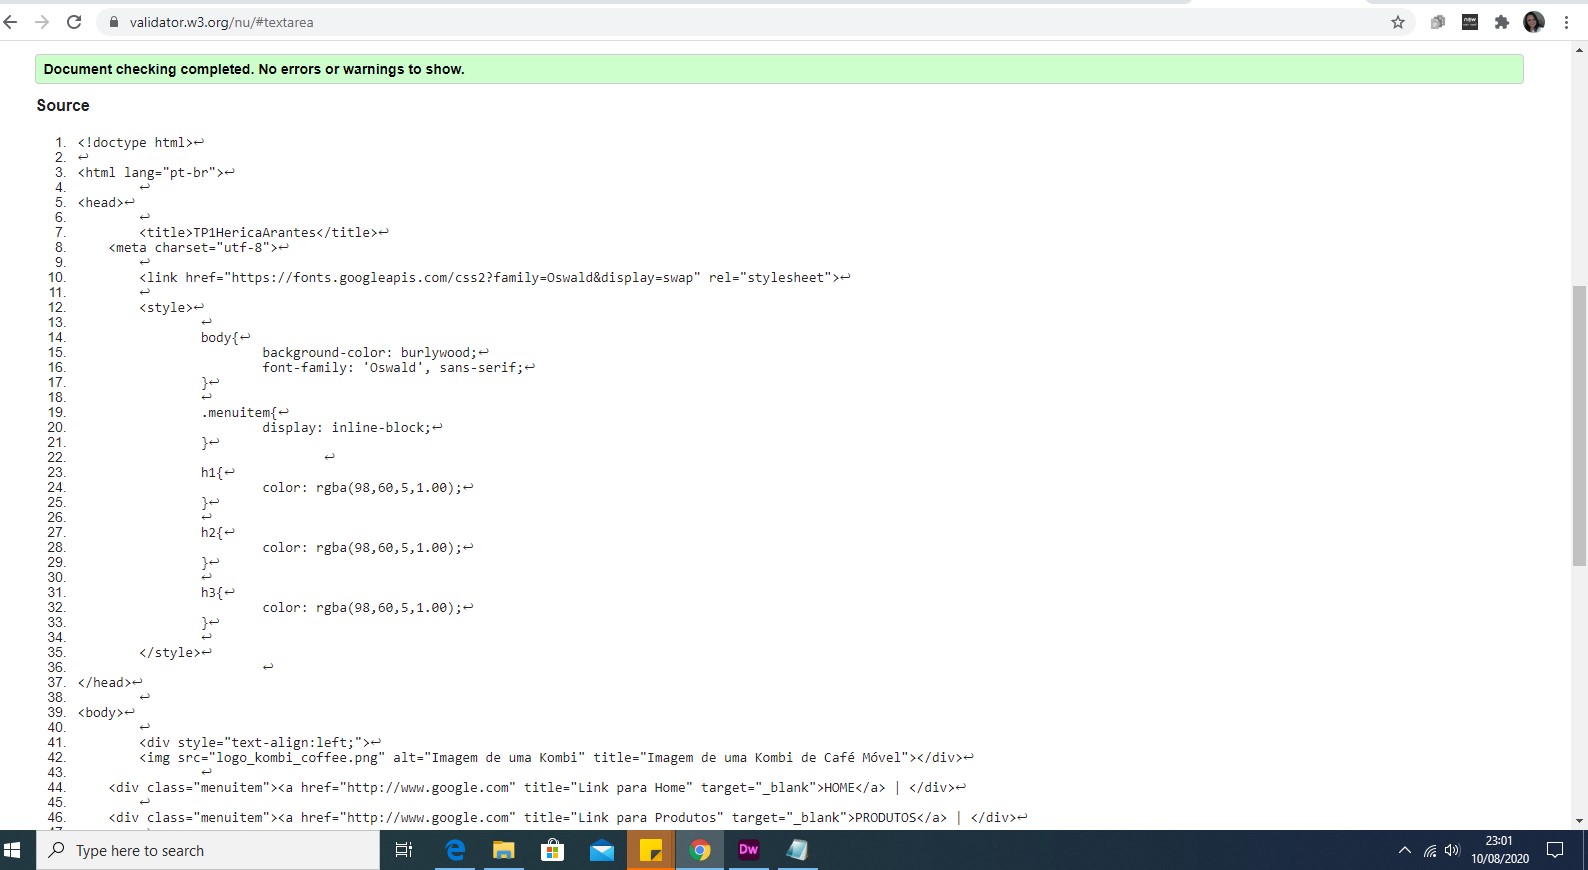 validator.w3.org/nu/#textarea
Document checking completed. No errors or warnings to show.
Source
1. <!doctype html>↩
2. ↩
3. <html lang="pt-br">↩
4. ↩
5. <head>↩
6. ↩
7. <title>TP1HericaArantes</title>↩
8. <meta charset="utf-8">↩
9. ↩
10. <link href="https://fonts.googleapis.com/css2?family=Oswald&display=swap" rel="stylesheet">↩
11. ↩
12. <style>↩
13. ↩
14. body{↩
15. background-color: burlywood;↩
16. font-family: 'Oswald', sans-serif;↩
17. }↩
18. ↩
19. .menuitem{↩
20. display: inline-block;↩
21. }↩
22. ↩
23. h1{↩
24. color: rgba(98,60,5,1.00);↩
25. }↩
26. ↩
27. h2{↩
28. color: rgba(98,60,5,1.00);↩
29. }↩
30. ↩
31. h3{↩
32. color: rgba(98,60,5,1.00);↩
33. }↩
34. ↩
35. </style>↩
36. ↩
37. </head>↩
38. ↩
39. <body>↩
40. ↩
41. <div style="text-align:left;">↩
42. <img src="logo_kombi_coffee.png" alt="Imagem de uma Kombi" title="Imagem de uma Kombi de Café Móvel"></div>↩
43. ↩
44. <div class="menuitem"><a href="http://www.google.com" title="Link para Home" target="_blank">HOME</a> | </div>↩
45. ↩
46. <div class="menuitem"><a href="http://www.google.com" title="Link para Produtos" target="_blank">PRODUTOS</a> | </div>↩
Type here to search
Dw
23:01
10/08/2020